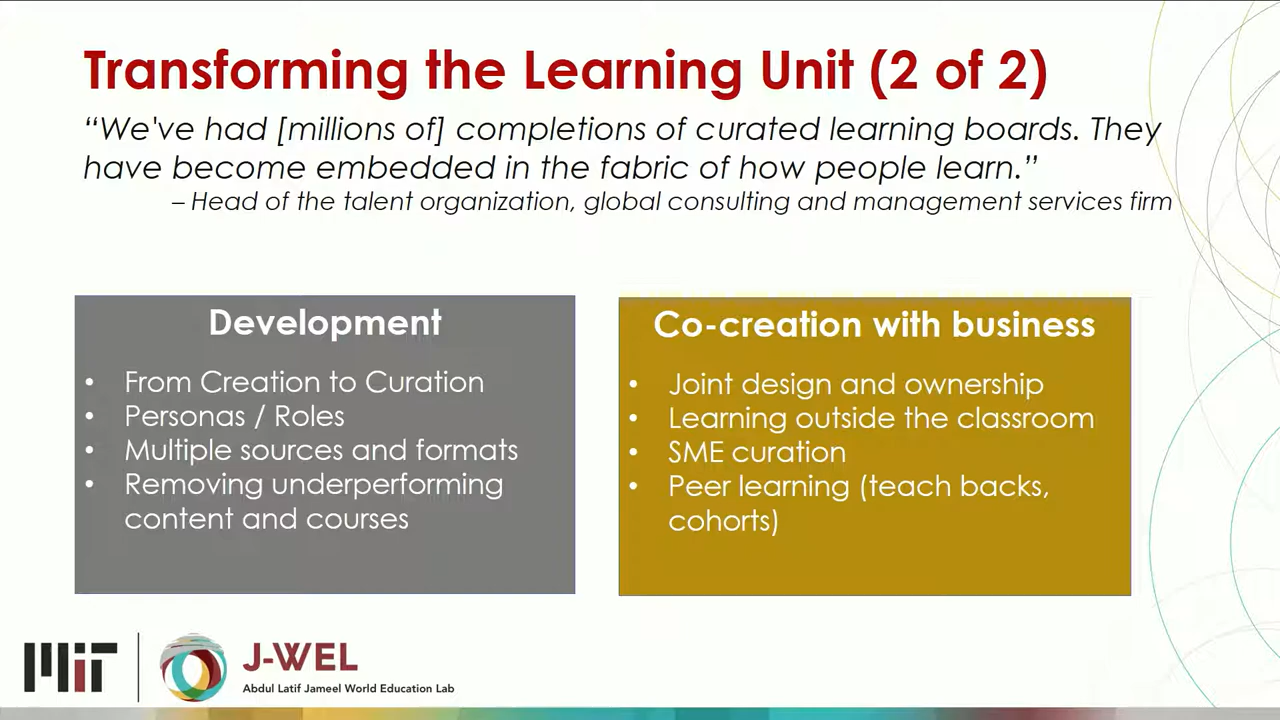 Transforming the Learning Unit (2 of 2)
“We've had [millions of] completions of curated learning boards. They
have become embedded in the fabric of how people learn.”
– Head of the talent organization, global consulting and management services firm
Development
• From Creation to Curation
• Personas / Roles
• Multiple sources and formats
• Removing underperforming
content and courses
Co-creation with business
• Joint design and ownership
• Learning outside the classroom
• SME curation
• Peer learning (teach backs,
cohorts)
MIT
J-WEL
Abdul Latif Jameel World Education Lab